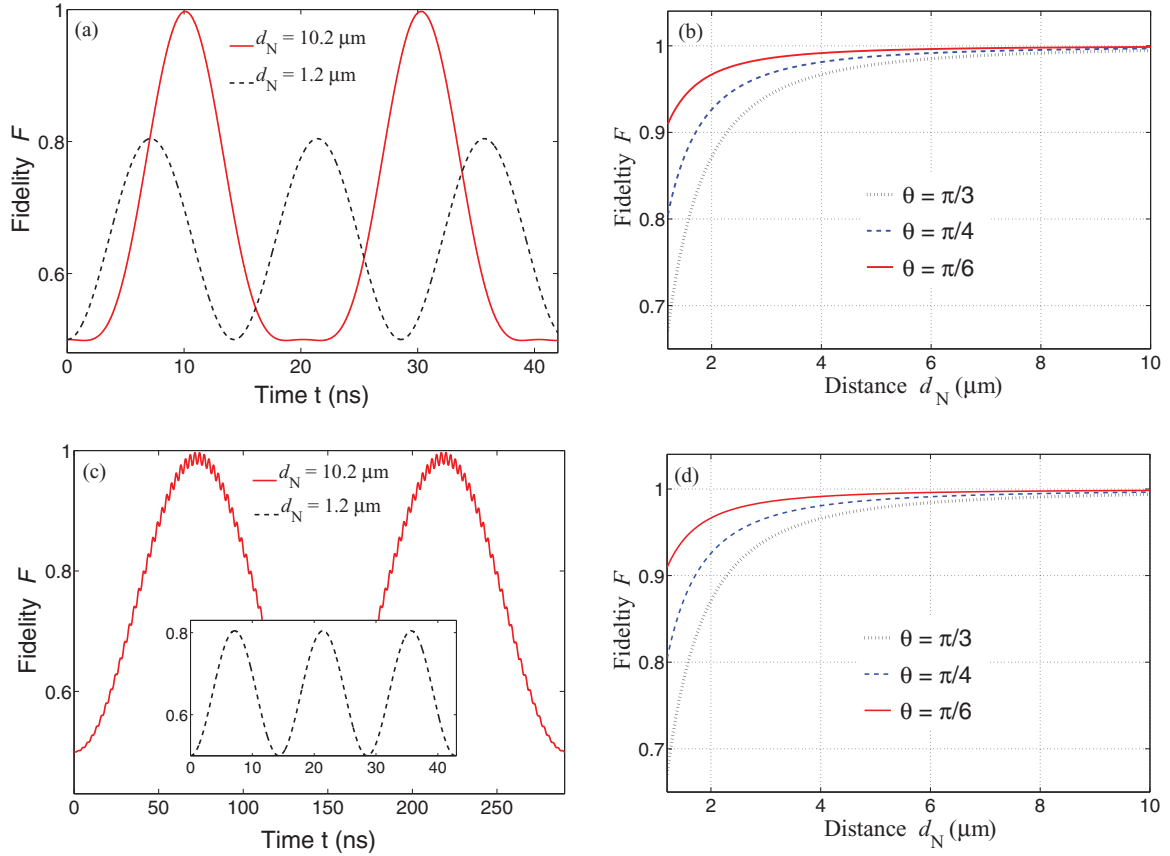 (a)
1
0.8
0.6
Fidelity F
d_N = 10.2 μm
d_N = 1.2 μm
0 10 20 30 40
Time t (ns)
(b)
1
0.9
0.8
0.7
Fideltiy F
θ = π/3
θ = π/4
θ = π/6
2 4 6 8 10
Distance d_N (μm)
(c)
1
0.8
0.6
Fidelity F
d_N = 10.2 μm
d_N = 1.2 μm
0.8
0.6
0 10 20 30 40
0 50 100 150 200 250
Time t (ns)
(d)
1
0.9
0.8
0.7
Fideltiy F
θ = π/3
θ = π/4
θ = π/6
2 4 6 8 10
Distance d_N (μm)